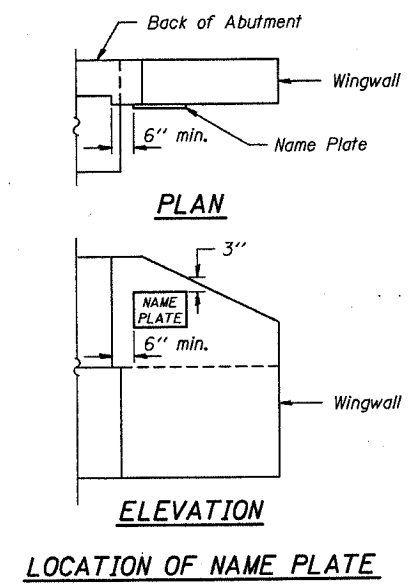 Back of Abutment
Wingwall
6" min.
Name Plate
PLAN
3"
NAME
PLATE
6" min.
Wingwall
ELEVATION
LOCATION OF NAME PLATE